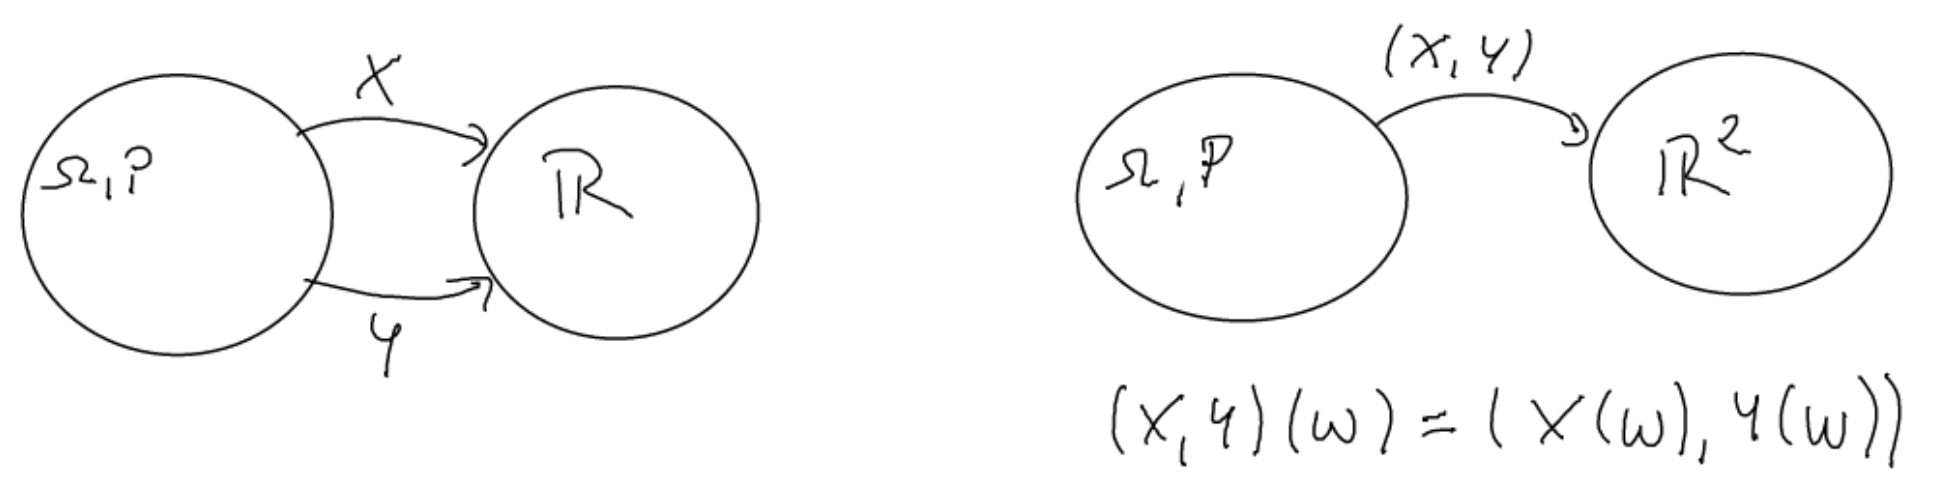 X
Ω, P
ℝ
Y
(X, Y)
Ω, P
ℝ²
(X, Y)(ω) = (X(ω), Y(ω))